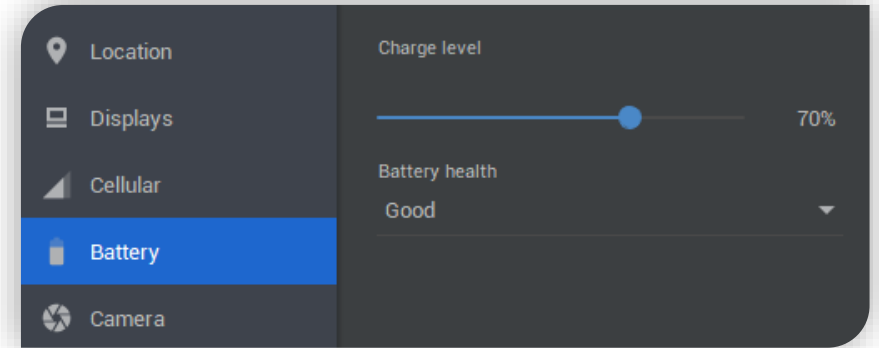 Location
Displays
Cellular
Battery
Camera
Charge level
70%
Battery health
Good